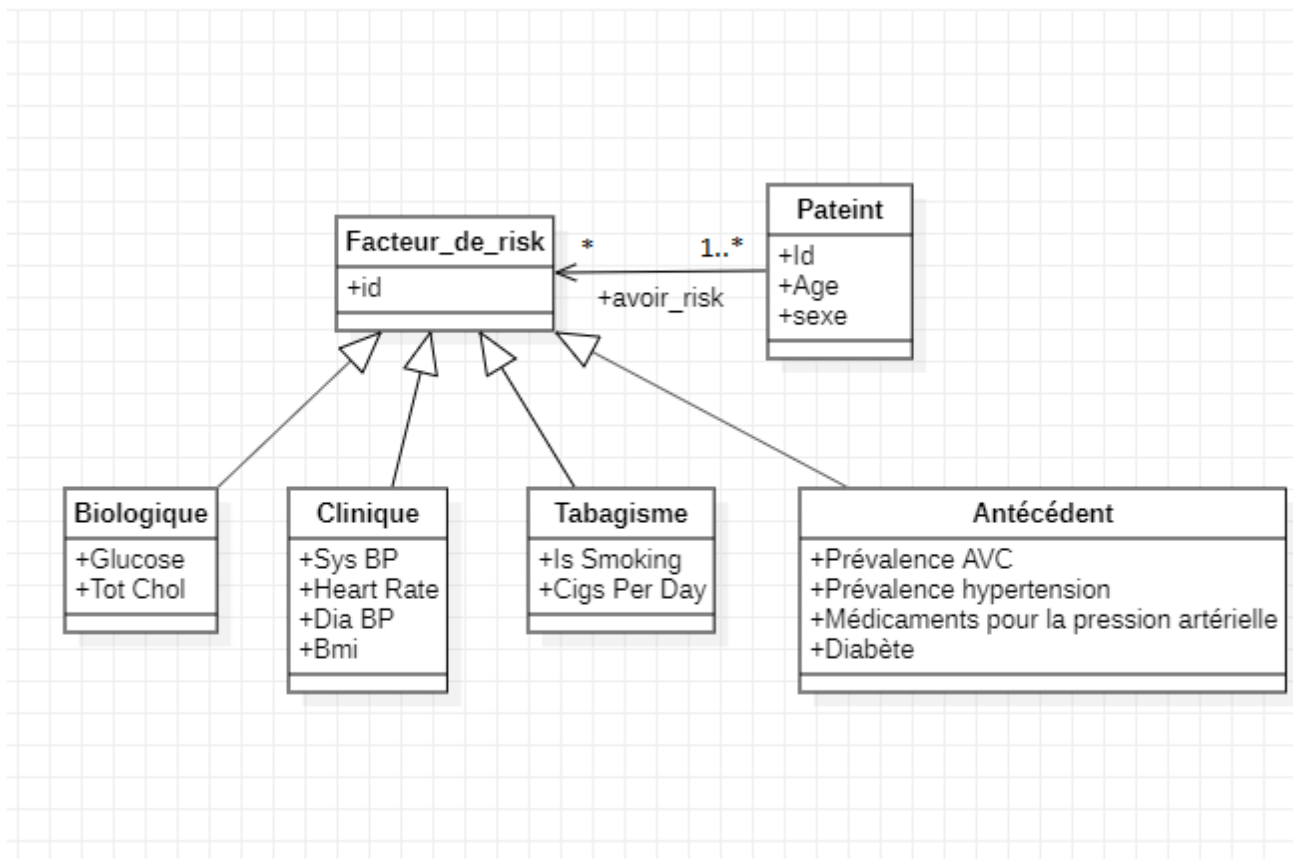 Pateint
+Id
+Age
+sexe
Facteur_de_risk
+id
* 1..*
+avoir_risk
Biologique
+Glucose
+Tot Chol
Clinique
+Sys BP
+Heart Rate
+Dia BP
+Bmi
Tabagisme
+Is Smoking
+Cigs Per Day
Antécédent
+Prévalence AVC
+Prévalence hypertension
+Médicaments pour la pression artérielle
+Diabète